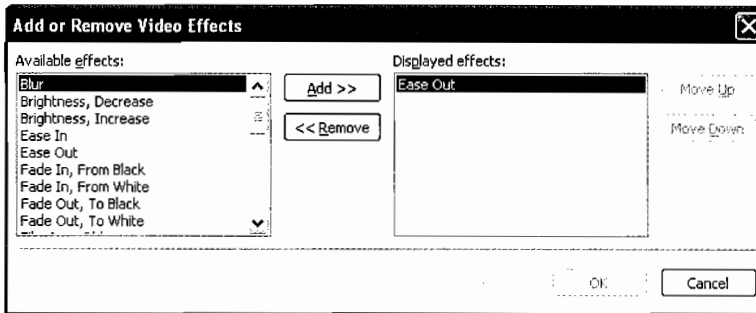 Add or Remove Video Effects
Available effects:
Blur
Brightness, Decrease
Brightness, Increase
Ease In
Ease Out
Fade In, From Black
Fade In, From White
Fade Out, To Black
Fade Out, To White
Add >>
<< Remove
Displayed effects:
Ease Out
Move Up
Move Down
OK
Cancel